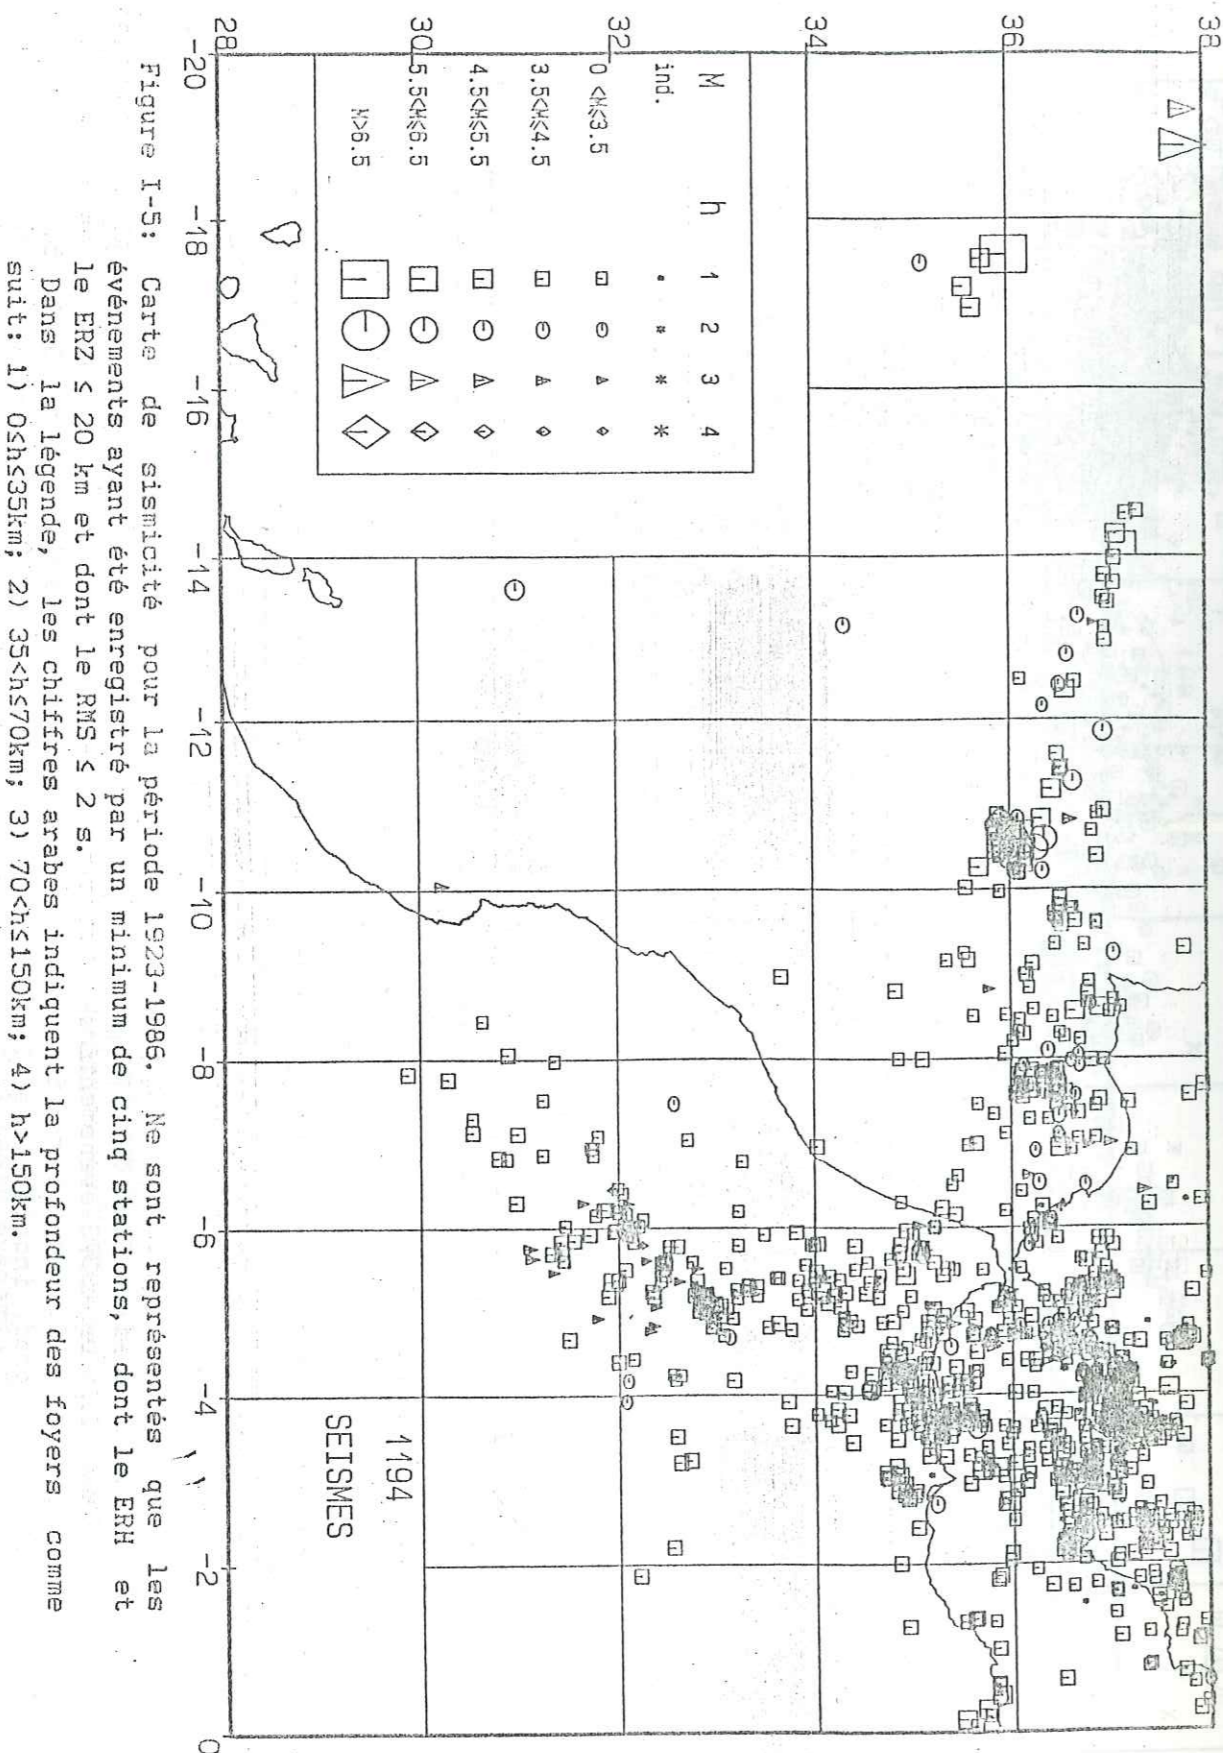 38
36
34
32
30
28
-20
-18
-16
-14
-12
-10
-8
-6
-4
-2
0
M h 1 2 3 4
ind.
0 <M≤3.5
3.5<M≤4.5
4.5<M≤5.5
5.5<M≤6.5
M>6.5
1194
SEISMES
Figure I-5: Carte de sismicité pour la période 1923-1986. Ne sont représentés que les
événements ayant été enregistré par un minimum de cinq stations, dont le ERH et
le ERZ ≤ 20 km et dont le RMS ≤ 2 s.
Dans la légende, les chiffres arabes indiquent la profondeur des foyers comme
suit: 1) 0≤h≤35km; 2) 35<h≤70km; 3) 70<h≤150km; 4) h>150km.